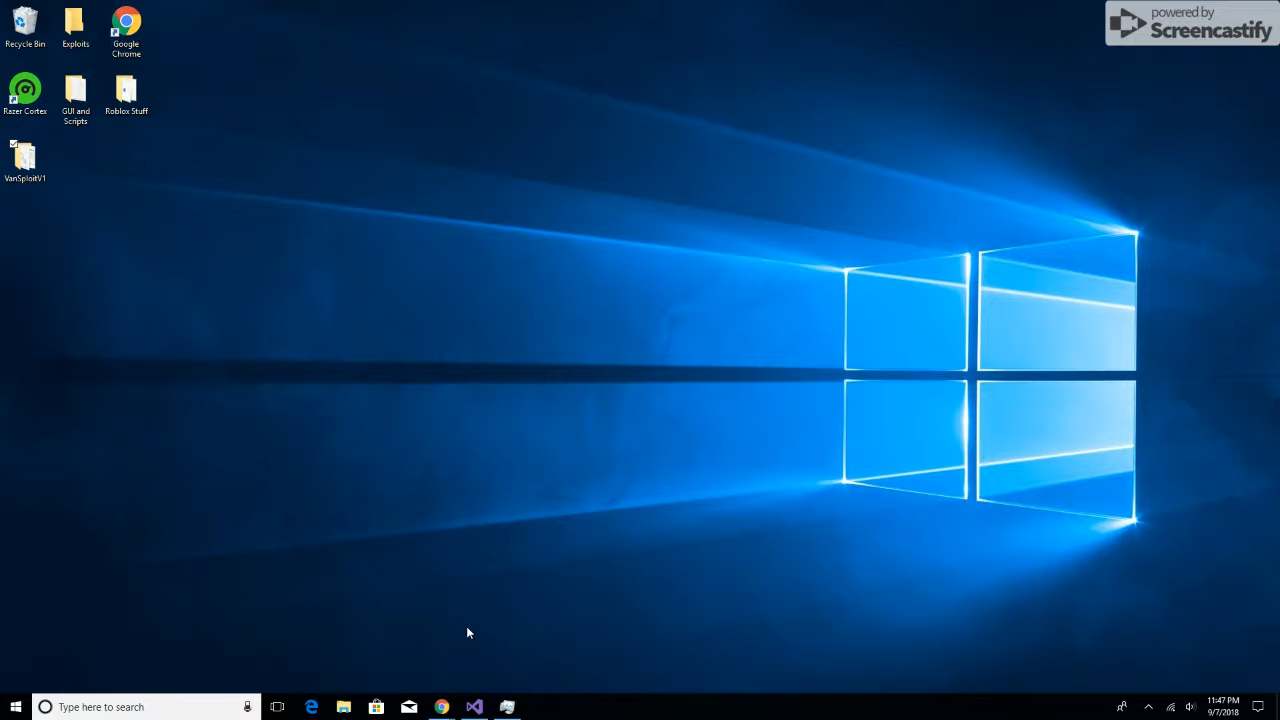 powered by
Screencastify
Recycle Bin
Exploits
Google
Chrome
Razer Cortex
GUI and
Scripts
Roblox Stuff
VanSploitV1
Type here to search
11:47 PM
9/7/2018